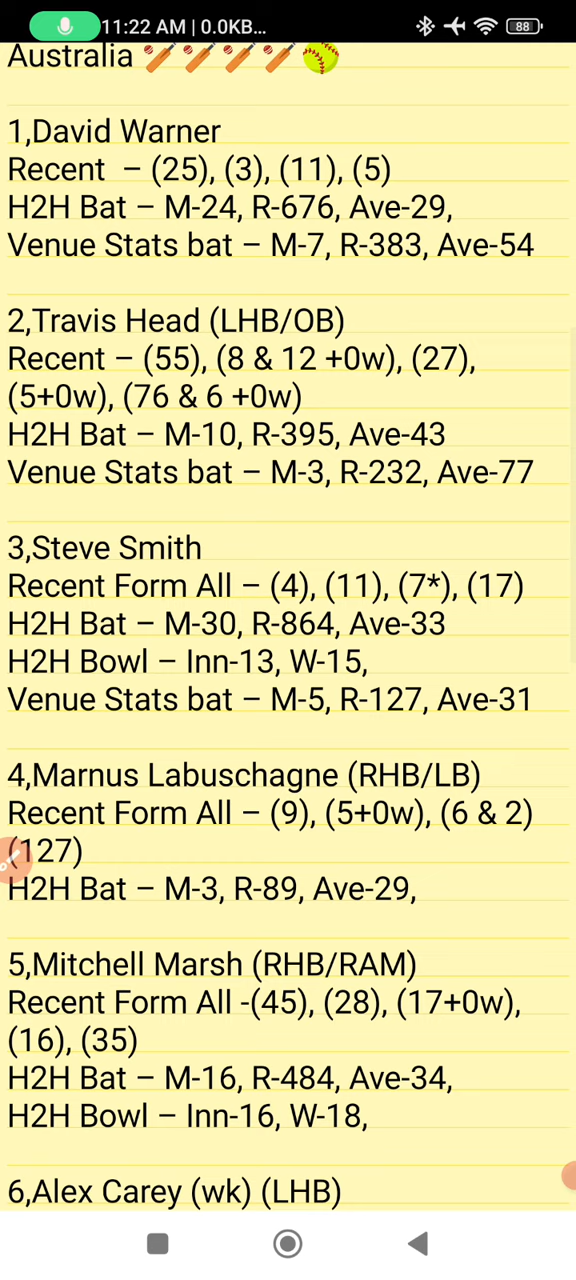 11:22 AM | 0.0KB...
88
Australia 🏏🏏🏏🏏🥎
1,David Warner
Recent – (25), (3), (11), (5)
H2H Bat – M-24, R-676, Ave-29,
Venue Stats bat – M-7, R-383, Ave-54
2,Travis Head (LHB/OB)
Recent – (55), (8 & 12 +0w), (27),
(5+0w), (76 & 6 +0w)
H2H Bat – M-10, R-395, Ave-43
Venue Stats bat – M-3, R-232, Ave-77
3,Steve Smith
Recent Form All – (4), (11), (7*), (17)
H2H Bat – M-30, R-864, Ave-33
H2H Bowl – Inn-13, W-15,
Venue Stats bat – M-5, R-127, Ave-31
4,Marnus Labuschagne (RHB/LB)
Recent Form All – (9), (5+0w), (6 & 2)
(127)
H2H Bat – M-3, R-89, Ave-29,
5,Mitchell Marsh (RHB/RAM)
Recent Form All -(45), (28), (17+0w),
(16), (35)
H2H Bat – M-16, R-484, Ave-34,
H2H Bowl – Inn-16, W-18,
6,Alex Carey (wk) (LHB)